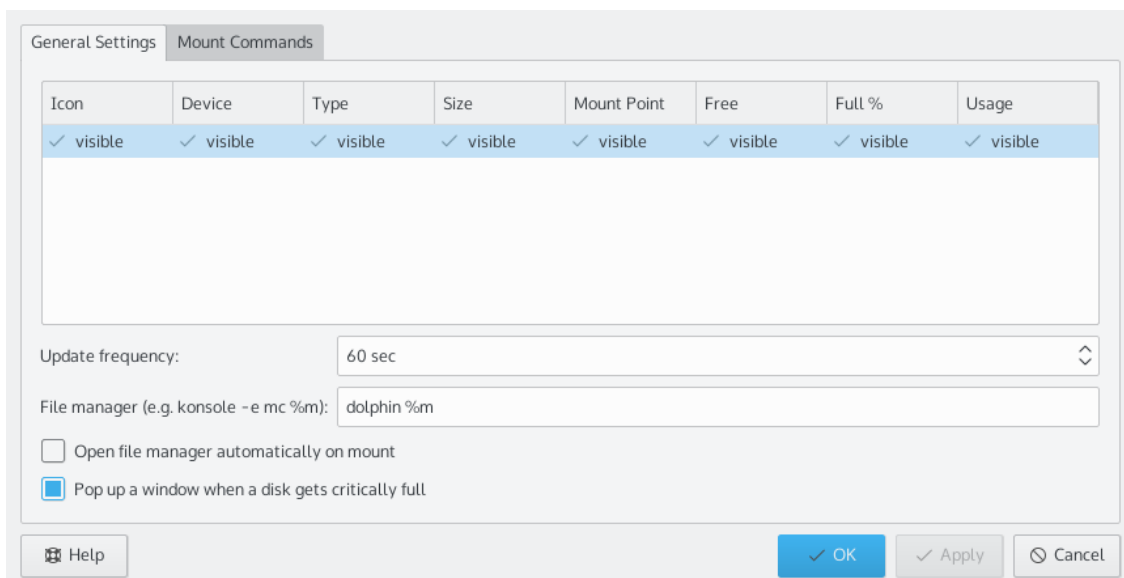 General Settings Mount Commands
Icon Device Type Size Mount Point Free Full % Usage
visible visible visible visible visible visible visible visible
Update frequency: 60 sec
File manager (e.g. konsole -e mc %m): dolphin %m
Open file manager automatically on mount
Pop up a window when a disk gets critically full
Help OK Apply Cancel